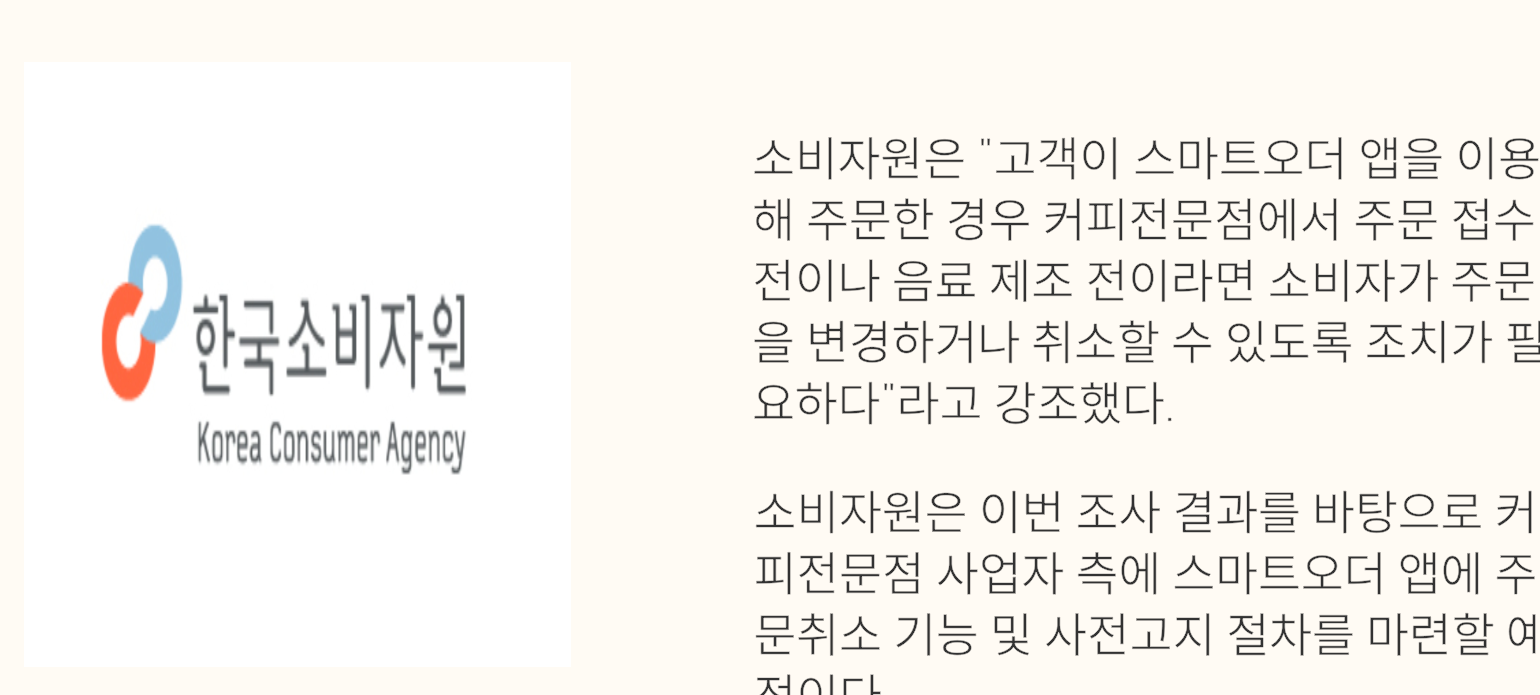 한국소비자원
Korea Consumer Agency
소비자원은 "고객이 스마트오더 앱을 이용
해 주문한 경우 커피전문점에서 주문 접수
전이나 음료 제조 전이라면 소비자가 주문
을 변경하거나 취소할 수 있도록 조치가 필
요하다"라고 강조했다.
소비자원은 이번 조사 결과를 바탕으로 커
피전문점 사업자 측에 스마트오더 앱에 주
문취소 기능 및 사전고지 절차를 마련할 예
정이다